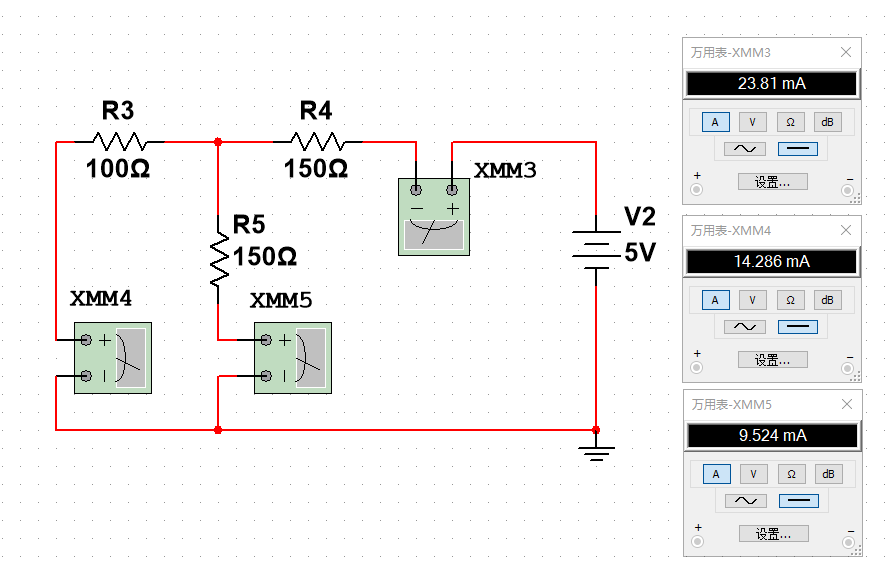 R3
100Ω
R4
150Ω
XMM3
− +
R5
150Ω
V2
5V
XMM4
+
−
XMM5
+
−
万用表-XMM3
23.81 mA
A V Ω dB
+ 设置... −
万用表-XMM4
14.286 mA
A V Ω dB
+ 设置... −
万用表-XMM5
9.524 mA
A V Ω dB
+ 设置... −